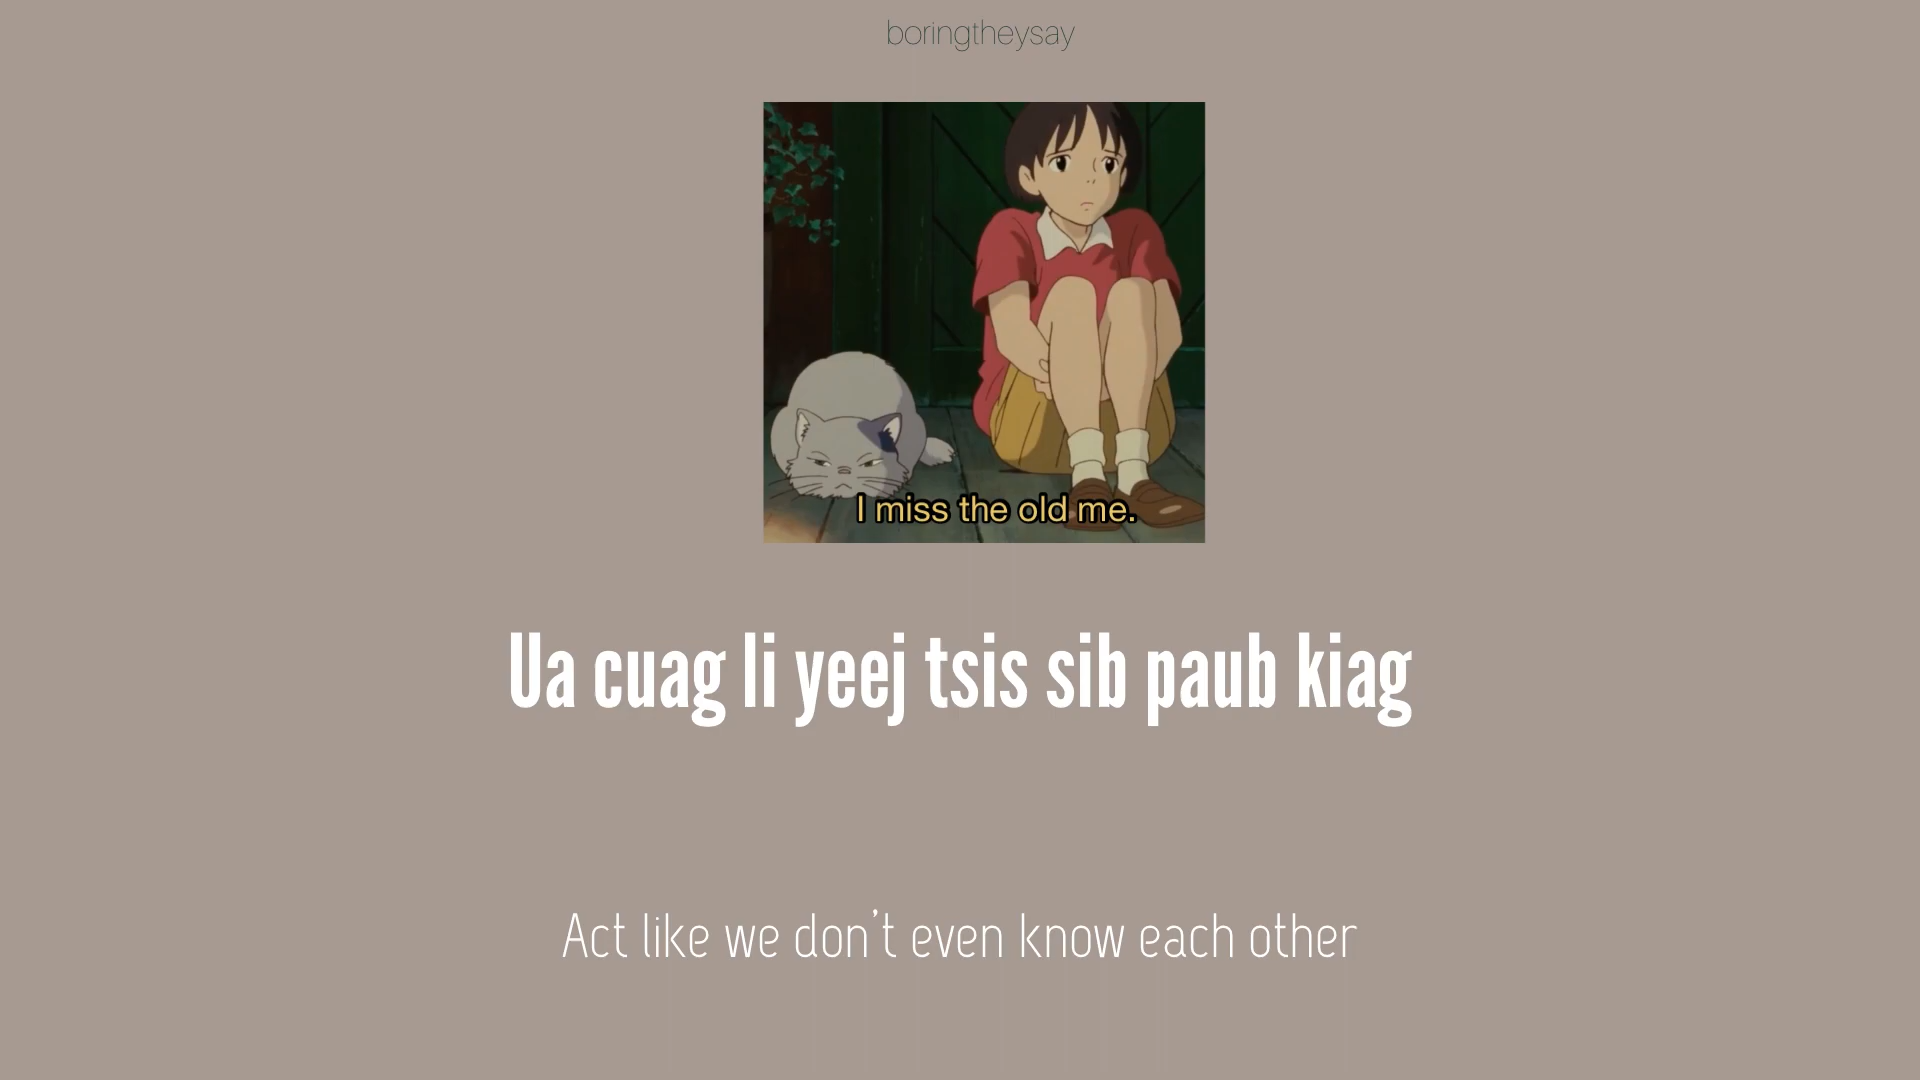 boringtheysay
I miss the old me.
Ua cuag li yeej tsis sib paub kiag
Act like we don't even know each other